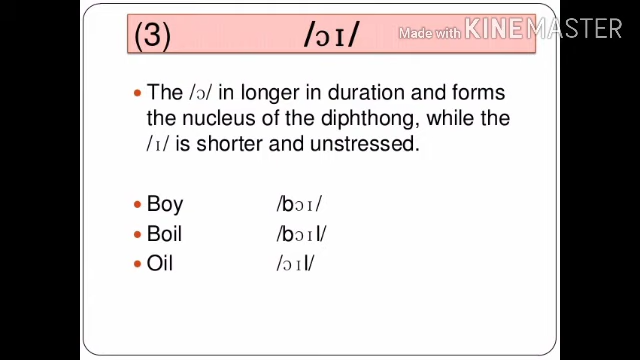 (3) /ɔɪ/
Made with KINEMASTER
• The /ɔ/ in longer in duration and forms
the nucleus of the diphthong, while the
/ɪ/ is shorter and unstressed.
• Boy /bɔɪ/
• Boil /bɔɪl/
• Oil /ɔɪl/